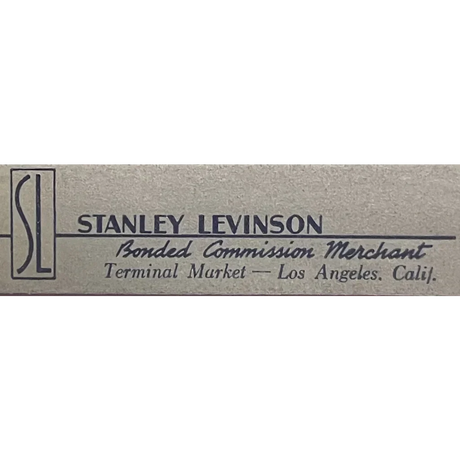 SL
STANLEY LEVINSON
Bonded Commission Merchant
Terminal Market — Los Angeles, Calif.